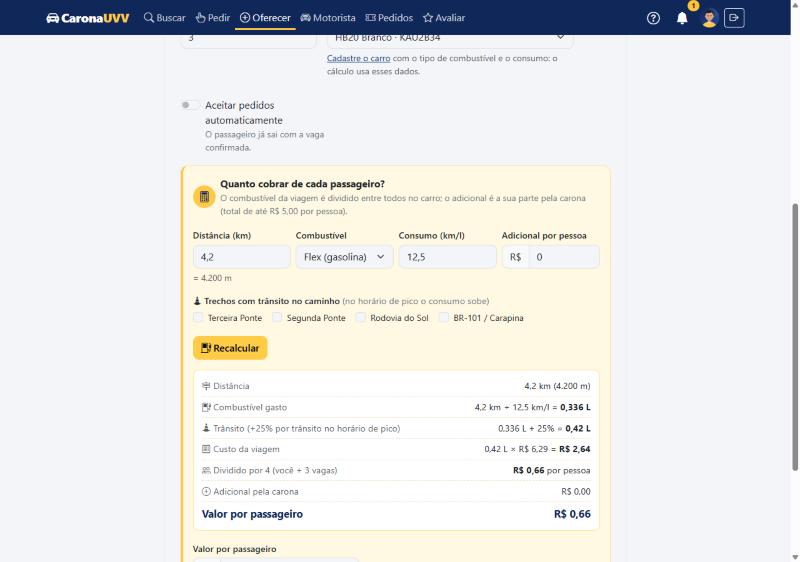 CaronaUVV
Buscar
Pedir
Oferecer
Motorista
Pedidos
Avaliar
1
3
HB20 Branco · KAU2B34
Cadastre o carro com o tipo de combustível e o consumo: o
cálculo usa esses dados.
Aceitar pedidos
automaticamente
O passageiro já sai com a vaga
confirmada.
Quanto cobrar de cada passageiro?
O combustível da viagem é dividido entre todos no carro; o adicional é a sua parte pela carona
(total de até R$ 5,00 por pessoa).
Distância (km)
Combustível
Consumo (km/l)
Adicional por pessoa
4,2
Flex (gasolina)
12,5
R$
0
= 4.200 m
Trechos com trânsito no caminho (no horário de pico o consumo sobe)
Terceira Ponte
Segunda Ponte
Rodovia do Sol
BR-101 / Carapina
Recalcular
Distância
4,2 km (4.200 m)
Combustível gasto
4,2 km ÷ 12,5 km/l = 0,336 L
Trânsito (+25% por trânsito no horário de pico)
0,336 L + 25% = 0,42 L
Custo da viagem
0,42 L × R$ 6,29 = R$ 2,64
Dividido por 4 (você + 3 vagas)
R$ 0,66 por pessoa
Adicional pela carona
R$ 0,00
Valor por passageiro
R$ 0,66
Valor por passageiro